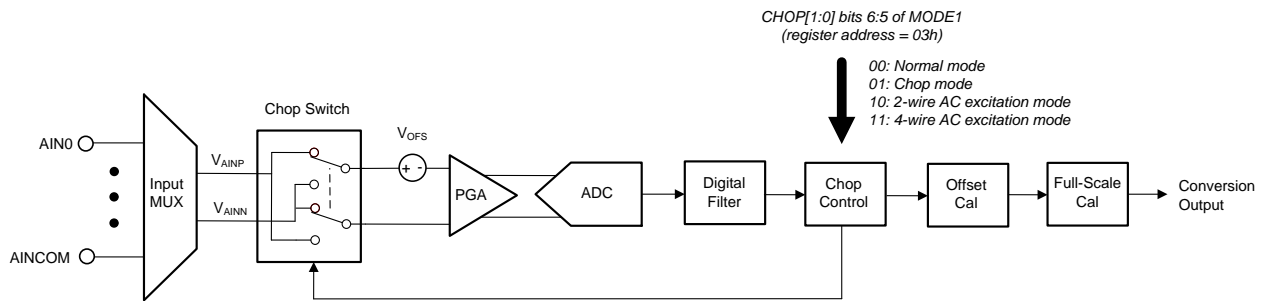 CHOP[1:0] bits 6:5 of MODE1
(register address = 03h)
00: Normal mode
01: Chop mode
10: 2-wire AC excitation mode
11: 4-wire AC excitation mode
Chop Switch
AIN0
VAINP
VOFS
Input
MUX
PGA
ADC
Digital
Filter
Chop
Control
Offset
Cal
Full-Scale
Cal
Conversion
Output
VAINN
AINCOM
+ -